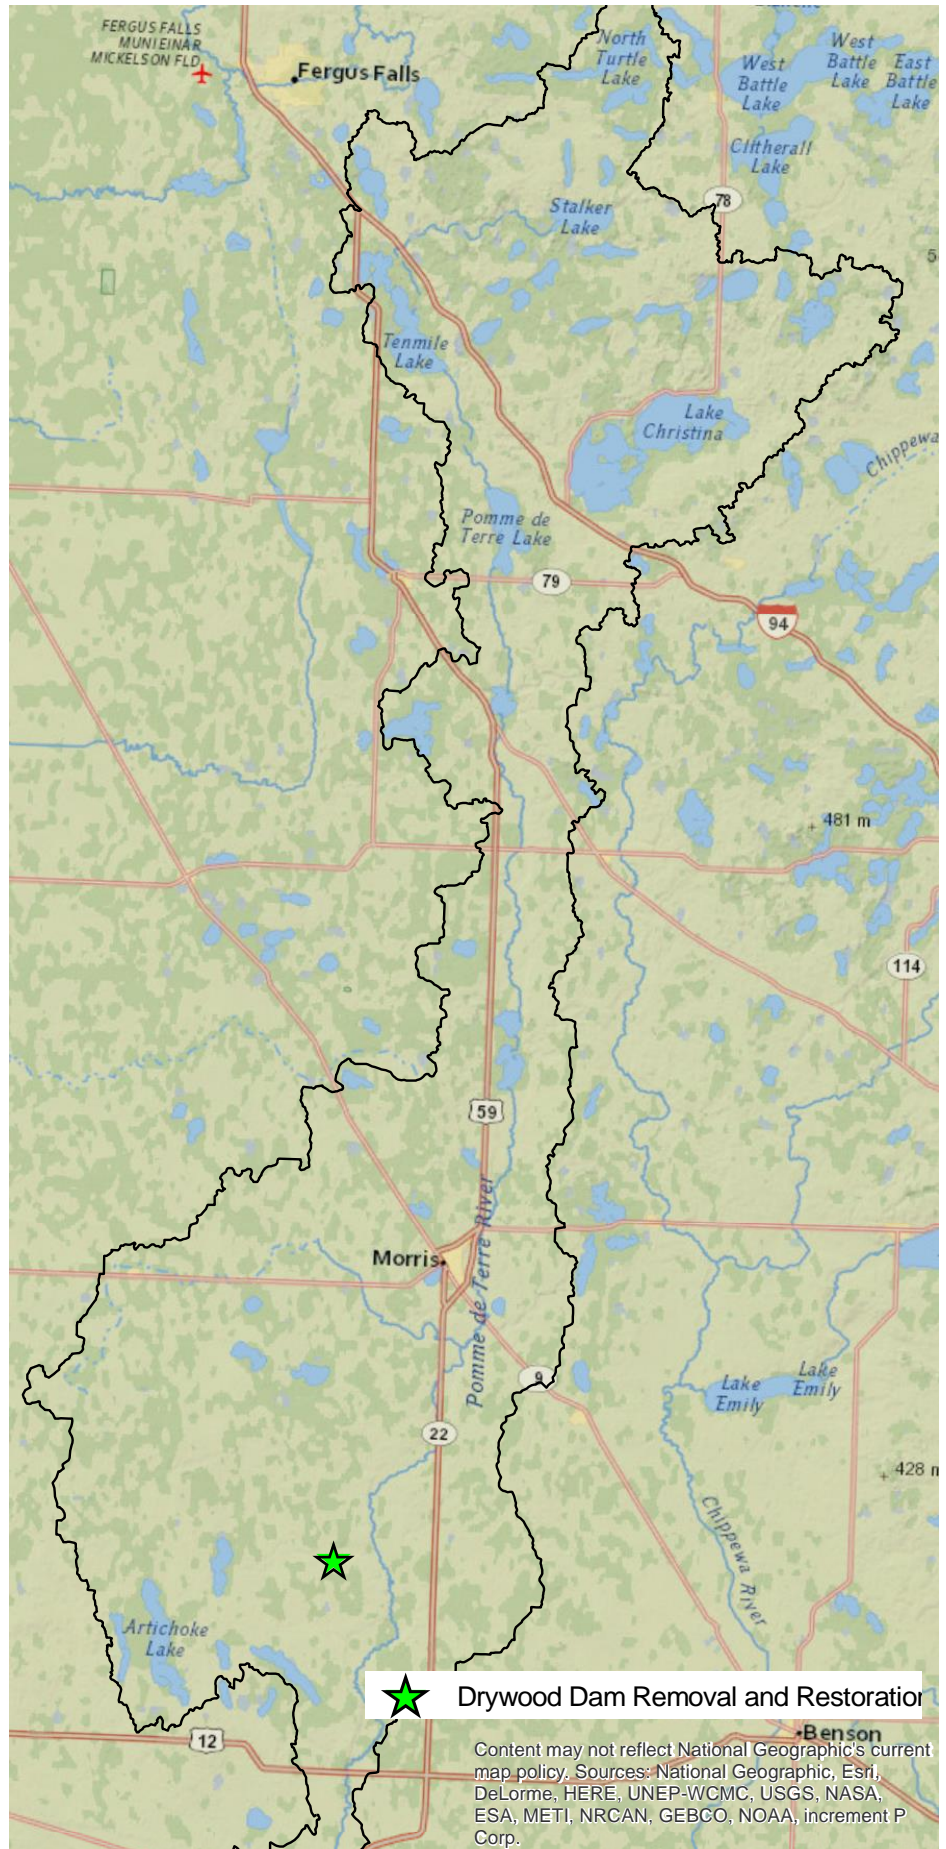 FERGUS FALLS
MUNIEINAR
MICKELSON FLD
Fergus Falls
North
Turtle
Lake
West
Battle
Lake
West
Battle
Lake
East
Battle
Lake
Clitherall
Lake
78
Stalker
Lake
Tenmile
Lake
Lake
Christina
Chippewa
Pomme de
Terre Lake
79
94
481 m
114
59
Pomme de Terre River
Morris
9
Lake
Emily
Lake
Emily
22
428 m
Chippewa River
Artichoke
Lake
Drywood Dam Removal and Restoration
12
Benson
Content may not reflect National Geographic's current
map policy. Sources: National Geographic, Esri,
DeLorme, HERE, UNEP-WCMC, USGS, NASA,
ESA, METI, NRCAN, GEBCO, NOAA, increment P
Corp.